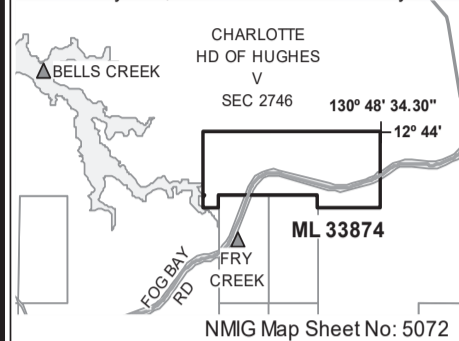 CHARLOTTE
HD OF HUGHES
V
SEC 2746
BELLS CREEK
130º 48' 34.30"
12º 44'
ML 33874
FRY
CREEK
FOG BAY
RD
NMIG Map Sheet No: 5072